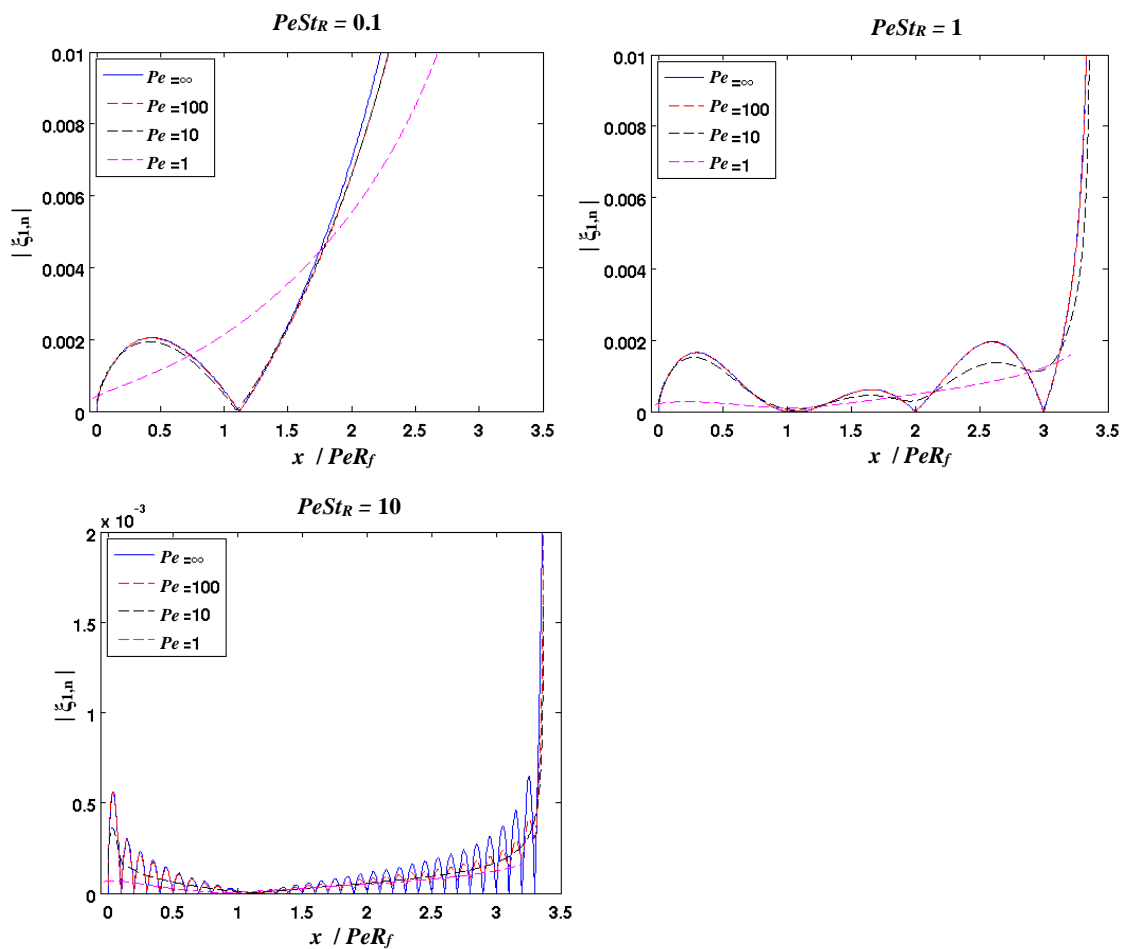 PeSt_R = 0.1
0.01
0.008
0.006
0.004
0.002
0
| ξ1,n |
Pe =∞
Pe =100
Pe =10
Pe =1
0 0.5 1 1.5 2 2.5 3 3.5
x / PeRf
PeSt_R = 1
0.01
0.008
0.006
0.004
0.002
0
| ξ1,n |
Pe =∞
Pe =100
Pe =10
Pe =1
0 0.5 1 1.5 2 2.5 3 3.5
x / PeRf
PeSt_R = 10
x 10^-3
2
1.5
1
0.5
0
| ξ1,n |
Pe =∞
Pe =100
Pe =10
Pe =1
0 0.5 1 1.5 2 2.5 3 3.5
x / PeRf